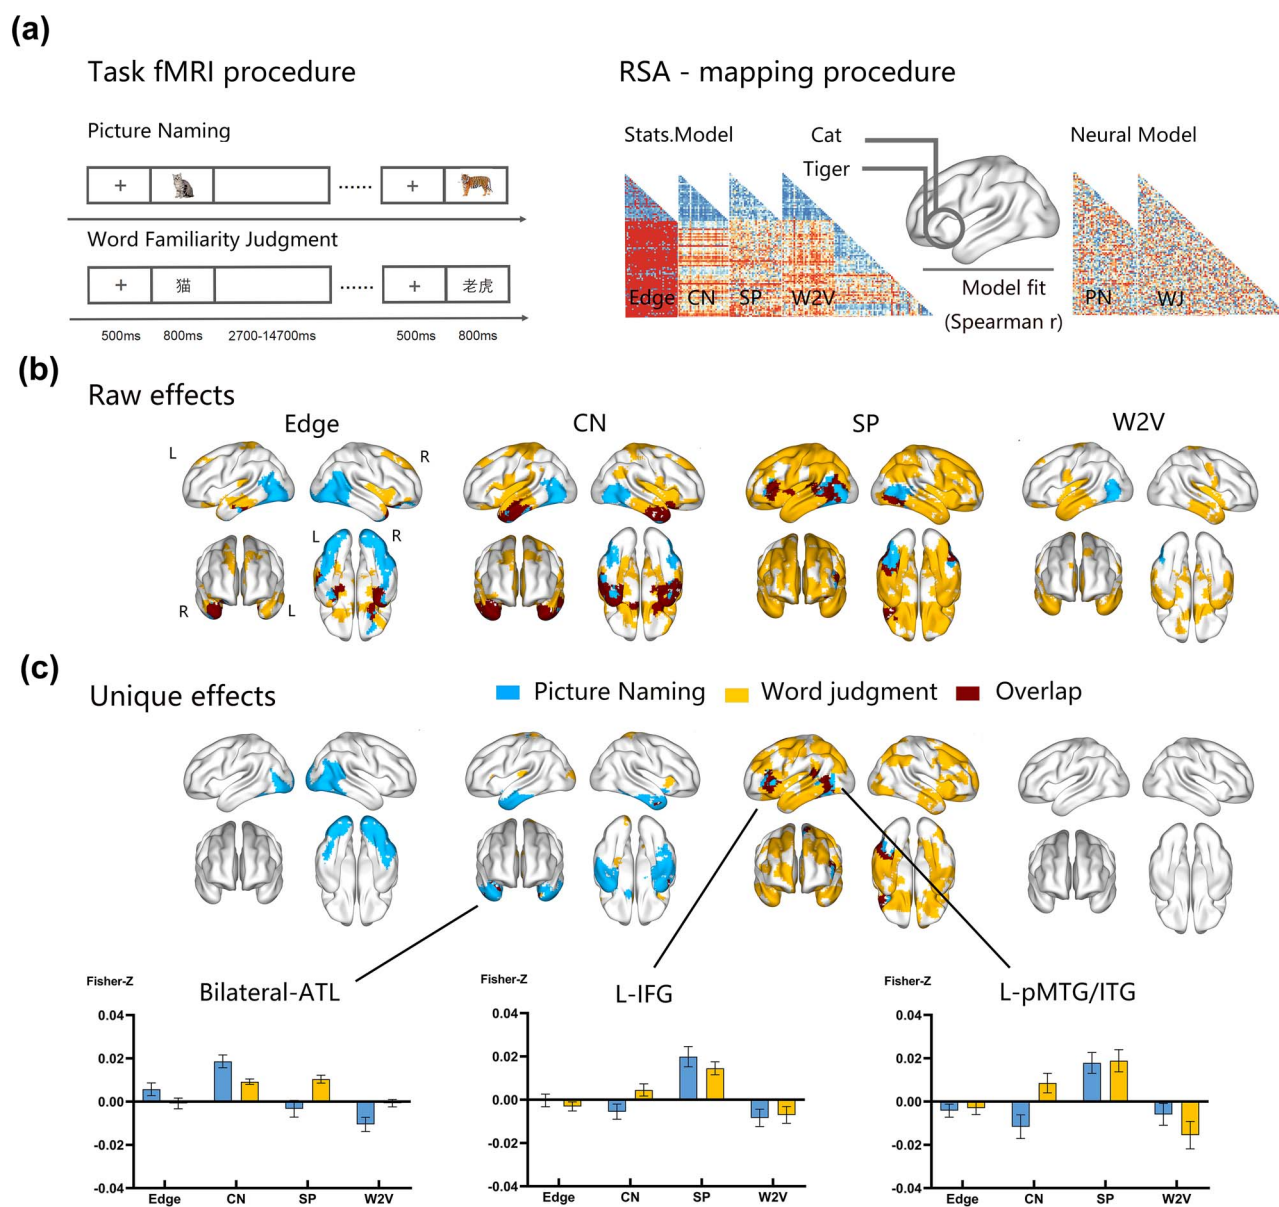 (a)
Task fMRI procedure
RSA - mapping procedure
Picture Naming
Stats.Model
Cat
Tiger
Neural Model
+
+
Word Familiarity Judgment
+ 猫
+ 老虎
500ms 800ms 2700-14700ms 500ms 800ms
Edge CN SP W2V
Model fit
(Spearman r)
PN WJ
(b)
Raw effects
Edge CN SP W2V
L R
L R
R L
(c)
Unique effects
Picture Naming Word judgment Overlap
Fisher-Z
Bilateral-ATL
0.04
0.02
0.00
-0.02
-0.04
Edge CN SP W2V
Fisher-Z
L-IFG
0.04
0.02
0.00
-0.02
-0.04
Edge CN SP W2V
Fisher-Z
L-pMTG/ITG
0.04
0.02
0.00
-0.02
-0.04
Edge CN SP W2V